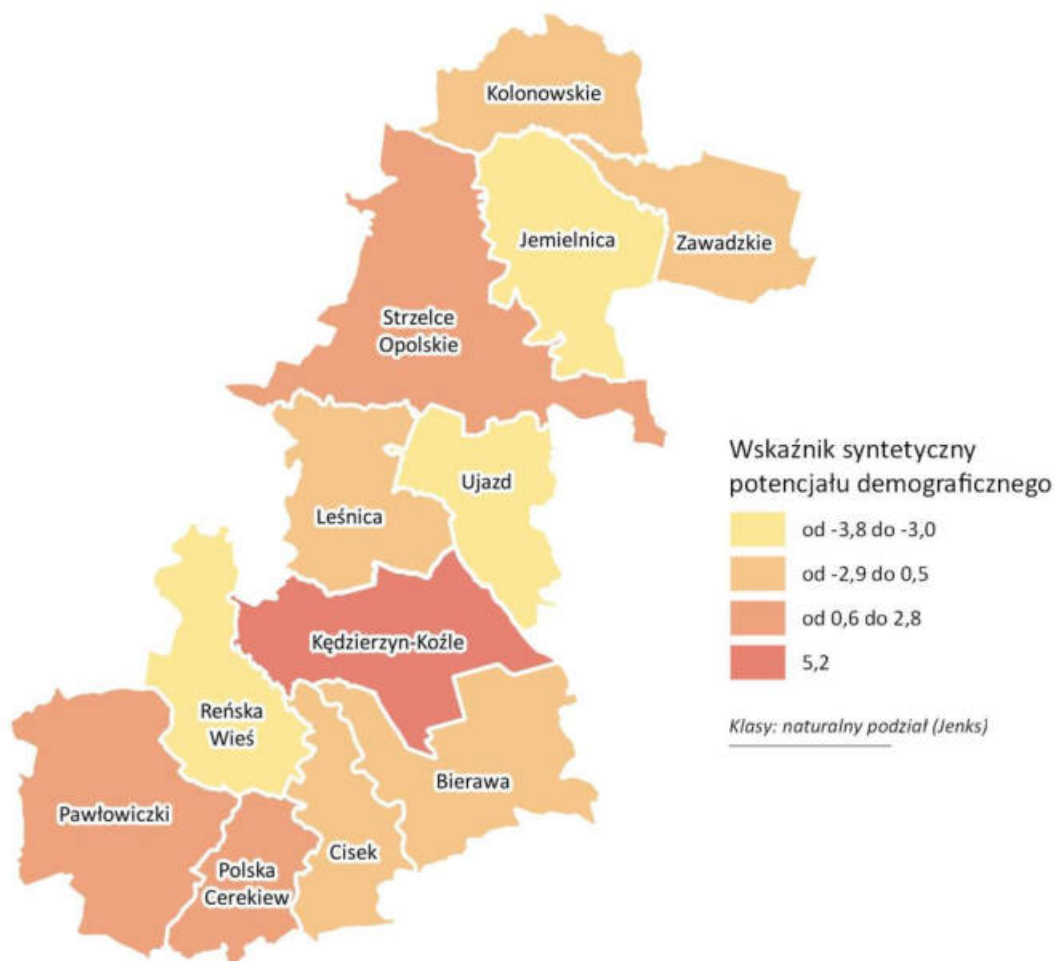 Kolonowskie
Jemielnica
Zawadzkie
Strzelce
Opolskie
Ujazd
Leśnica
Kędzierzyn-Koźle
Reńska
Wieś
Bierawa
Pawłowiczki
Cisek
Polska
Cerekiew
Wskaźnik syntetyczny
potencjału demograficznego
od -3,8 do -3,0
od -2,9 do 0,5
od 0,6 do 2,8
5,2
Klasy: naturalny podział (Jenks)